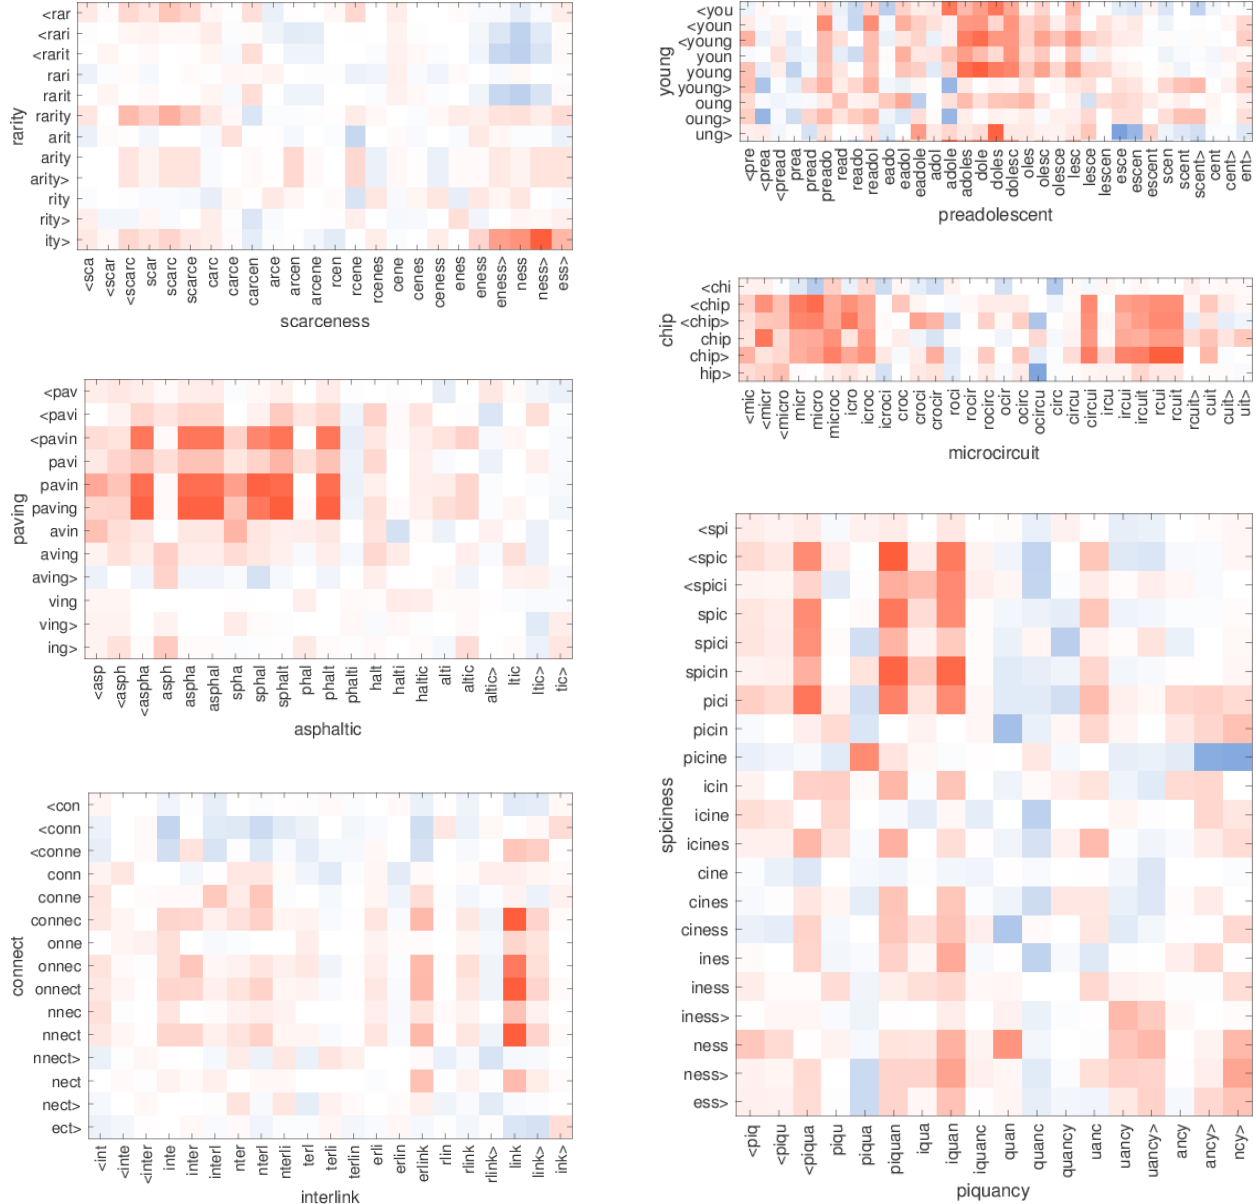 rarity
<rar
<rari
<rarit
rari
rarit
rarity
arit
arity
arity>
rity
rity>
ity>
<sca
<scar
<scarc
scar
scarc
scarce
carc
carce
carcen
arce
arcen
arcene
rcen
rcene
rcenes
cene
cenes
ceness
enes
eness
eness>
ness
ness>
ess>
scarceness
young
<you
<youn
<young
youn
young
young>
oung
oung>
ung>
<pre
<prea
<pread
prea
pread
preado
read
reado
readol
eado
eadol
eadole
adol
adole
adoles
dole
doles
dolesc
oles
olesc
olesce
lesc
lesce
lescen
esce
escen
escent
scen
scent
scent>
cent
cent>
ent>
preadolescent
chip
<chi
<chip
<chip>
chip
chip>
hip>
<mic
<micr
<micro
micr
micro
microc
icro
icroc
icroci
croc
croci
crocir
roci
rocir
rocirc
ocir
ocirc
ocircu
circ
circu
circui
ircu
ircui
ircuit
rcui
rcuit
rcuit>
cuit
cuit>
uit>
microcircuit
paving
<pav
<pavi
<pavin
pavi
pavin
paving
avin
aving
aving>
ving
ving>
ing>
<asp
<asph
<aspha
asph
aspha
asphal
spha
sphal
sphalt
phal
phalt
phalti
halt
halti
haltic
alti
altic
altic>
ltic
ltic>
tic>
asphaltic
connect
<con
<conn
<conne
conn
conne
connec
onne
onnec
onnect
nnec
nnect
nnect>
nect
nect>
ect>
<int
<inte
<inter
inte
inter
interl
nter
nterl
nterli
terl
terli
terlin
erli
erlin
erlink
rlin
rlink
rlink>
link
link>
ink>
interlink
spiciness
<spi
<spic
<spici
spic
spici
spicin
pici
picin
picine
icin
icine
icines
cine
cines
ciness
ines
iness
iness>
ness
ness>
ess>
<piq
<piqu
<piqua
piqu
piqua
piquan
iqua
iquan
iquanc
quan
quanc
quancy
uanc
uancy
uancy>
ancy
ancy>
ncy>
piquancy